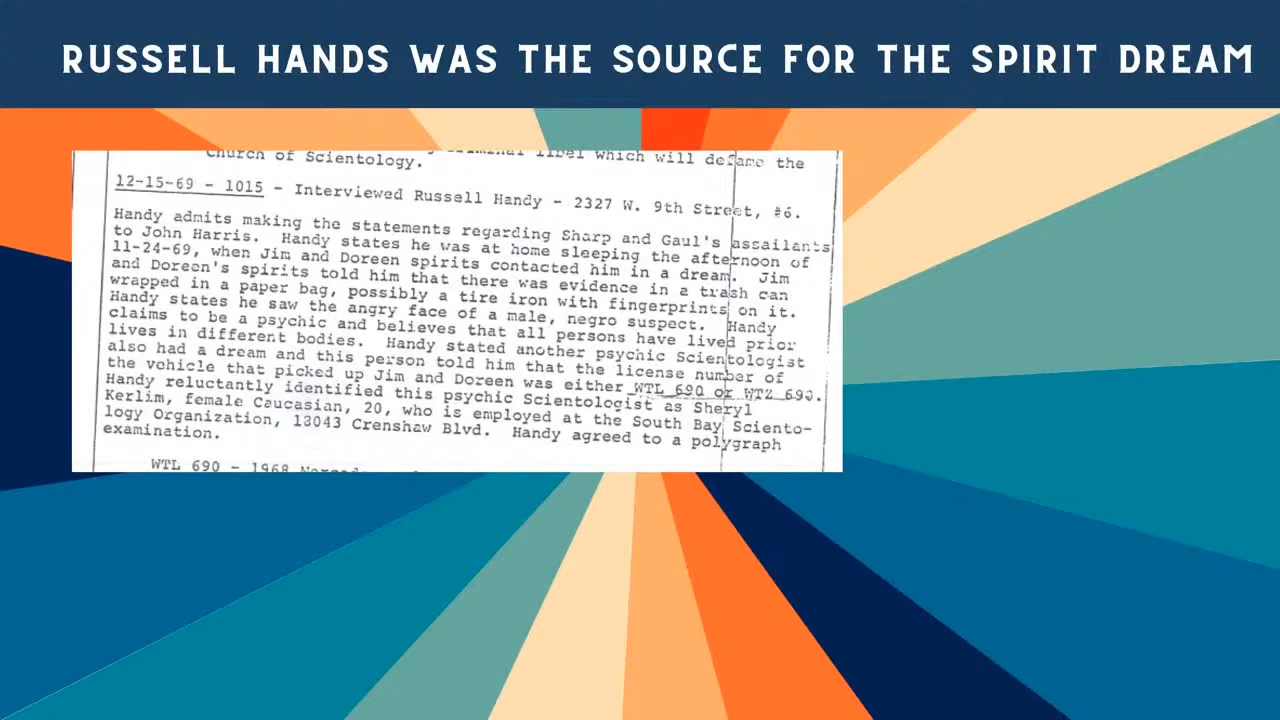 RUSSELL HANDS WAS THE SOURCE FOR THE SPIRIT DREAM
criminal libel which will defame the
Church of Scientology.
12-15-69 - 1015 - Interviewed Russell Handy - 2327 W. 9th Street, #6.
Handy admits making the statements regarding Sharp and Gaul's assailants
to John Harris. Handy states he was at home sleeping the afternoon of
11-24-69, when Jim and Doreen spirits contacted him in a dream. Jim
and Doreen's spirits told him that there was evidence in a trash can
wrapped in a paper bag, possibly a tire iron with fingerprints on it.
Handy states he saw the angry face of a male, negro suspect. Handy
claims to be a psychic and believes that all persons have lived prior
lives in different bodies. Handy stated another psychic Scientologist
also had a dream and this person told him that the license number of
the vehicle that picked up Jim and Doreen was either WTL 690 or WTZ 690.
Handy reluctantly identified this psychic Scientologist as Sheryl
Kerlim, female Caucasian, 20, who is employed at the South Bay Sciento-
logy Organization, 13043 Crenshaw Blvd. Handy agreed to a polygraph
examination.
WTL 690 - 1968